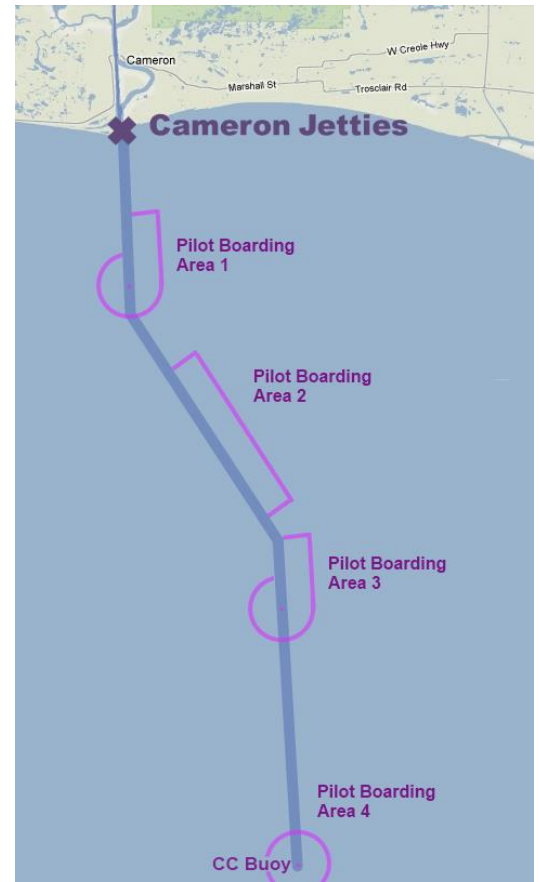 W Creole Hwy
Cameron
Marshall St
Trosclair Rd
Cameron Jetties
Pilot Boarding
Area 1
Pilot Boarding
Area 2
Pilot Boarding
Area 3
Pilot Boarding
Area 4
CC Buoy